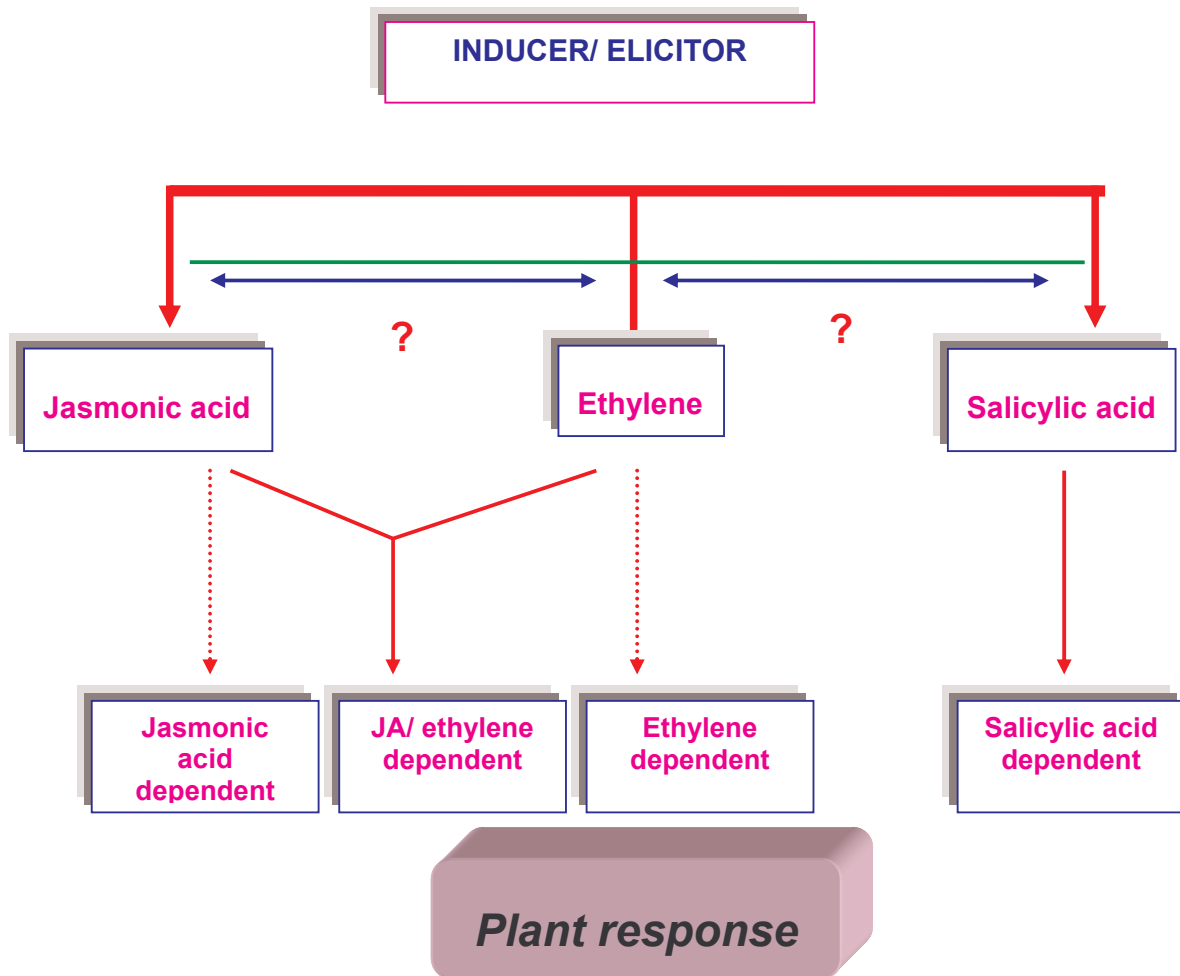 INDUCER/ ELICITOR
?
?
Jasmonic acid
Ethylene
Salicylic acid
Jasmonic
acid
dependent
JA/ ethylene
dependent
Ethylene
dependent
Salicylic acid
dependent
Plant response